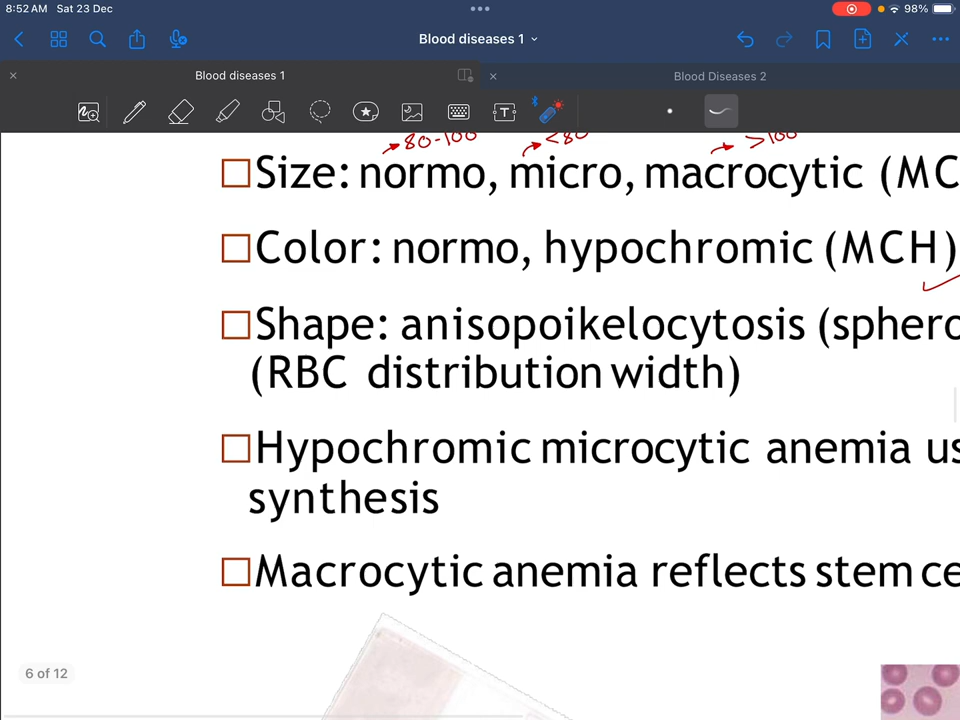 8:52 AM Sat 23 Dec
98%
Blood diseases 1
Blood diseases 1
Blood Diseases 2
80-100 <80 >100
Size: normo, micro, macrocytic (MC
Color: normo, hypochromic (MCH)
Shape: anisopoikelocytosis (sphero
(RBC distribution width)
Hypochromic microcytic anemia us
synthesis
Macrocytic anemia reflects stem ce
6 of 12